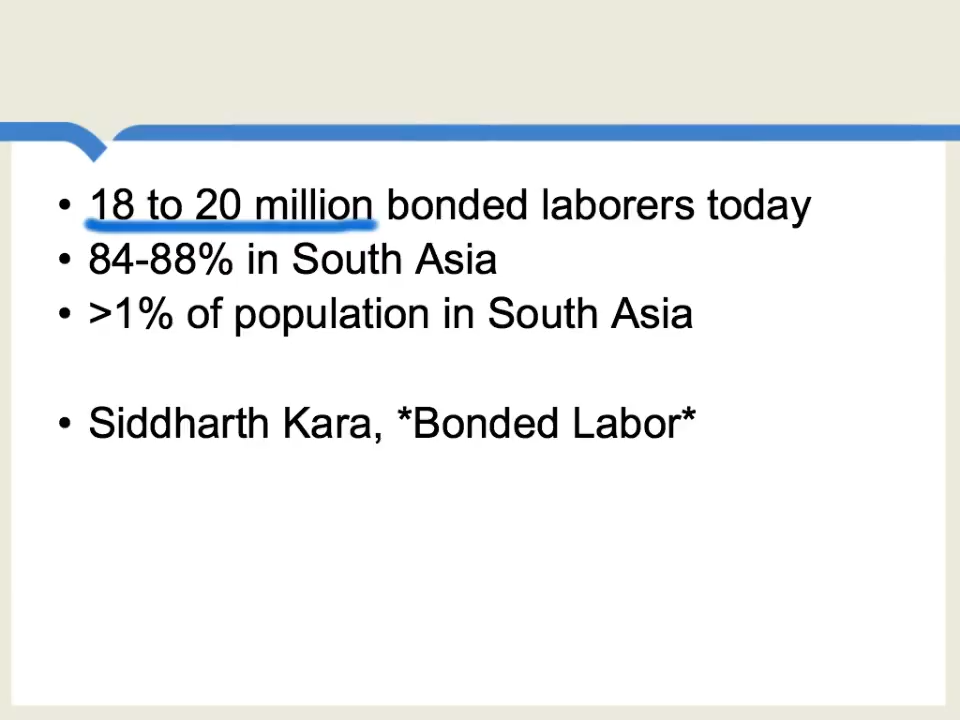 • 18 to 20 million bonded laborers today
• 84-88% in South Asia
• >1% of population in South Asia
• Siddharth Kara, *Bonded Labor*